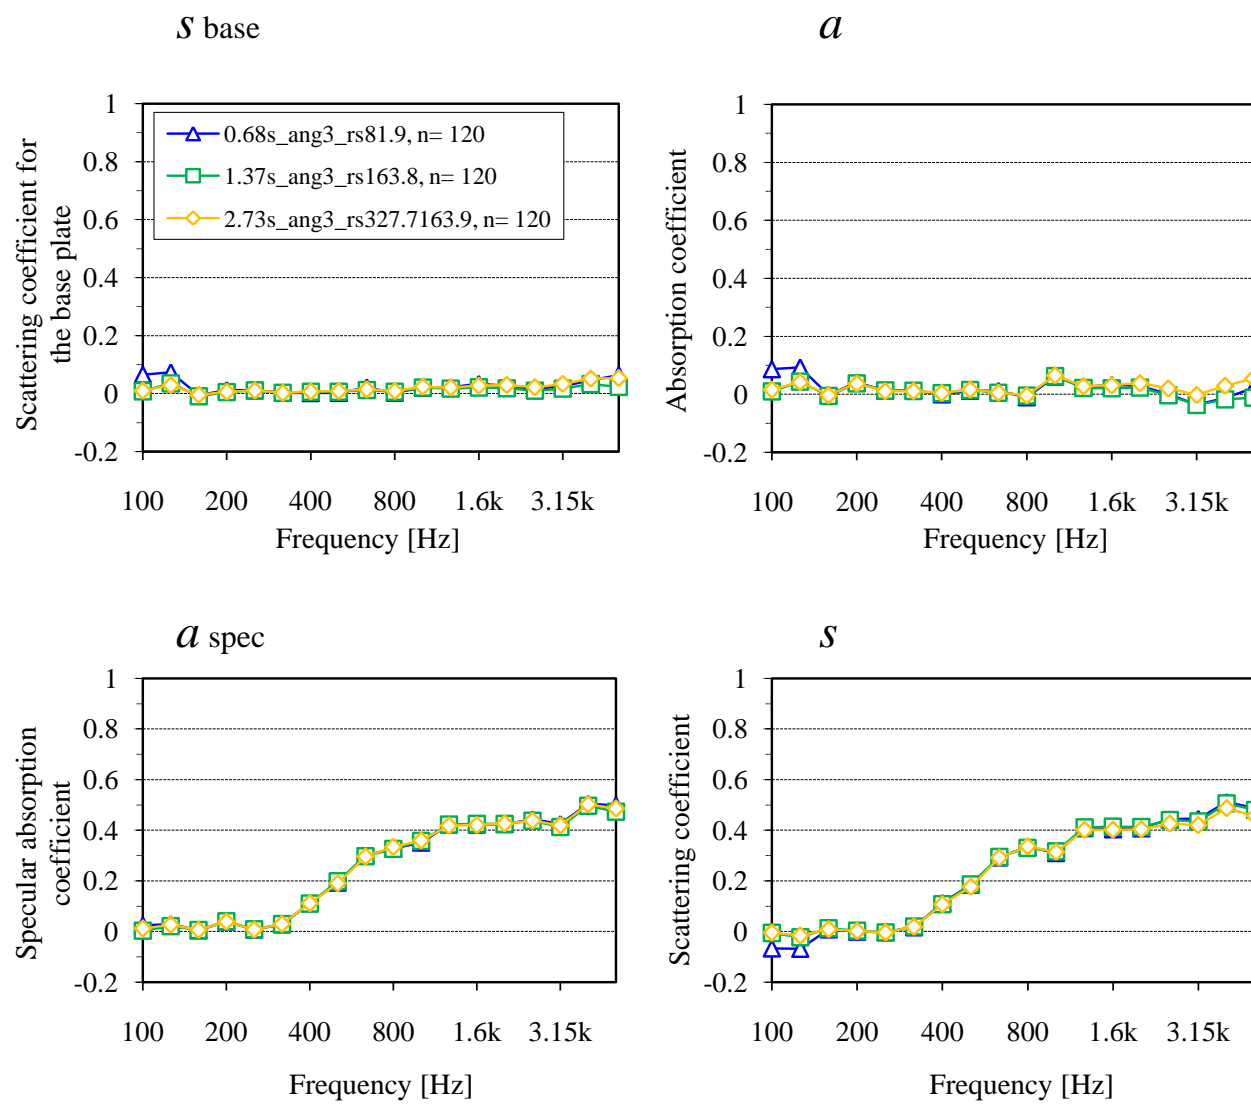 s base
Scattering coefficient for
the base plate
1
0.8
0.6
0.4
0.2
0
-0.2
0.68s_ang3_rs81.9, n= 120
1.37s_ang3_rs163.8, n= 120
2.73s_ang3_rs327.7163.9, n= 120
100 200 400 800 1.6k 3.15k
Frequency [Hz]
a
Absorption coefficient
1
0.8
0.6
0.4
0.2
0
-0.2
100 200 400 800 1.6k 3.15k
Frequency [Hz]
a spec
Specular absorption
coefficient
1
0.8
0.6
0.4
0.2
0
-0.2
100 200 400 800 1.6k 3.15k
Frequency [Hz]
s
Scattering coefficient
1
0.8
0.6
0.4
0.2
0
-0.2
100 200 400 800 1.6k 3.15k
Frequency [Hz]